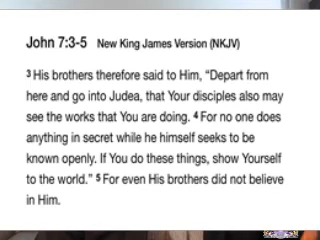 John 7:3-5 New King James Version (NKJV)
3 His brothers therefore said to Him, “Depart from
here and go into Judea, that Your disciples also may
see the works that You are doing. 4 For no one does
anything in secret while he himself seeks to be
known openly. If You do these things, show Yourself
to the world.” 5 For even His brothers did not believe
in Him.